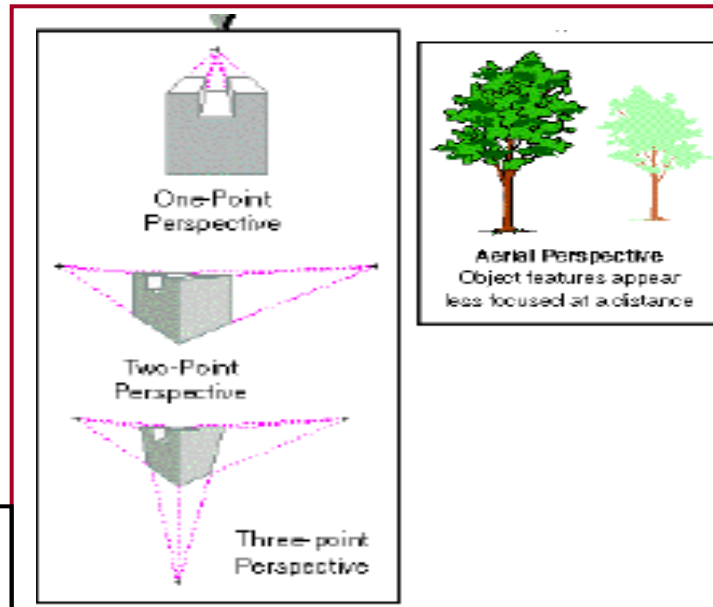 One-Point
Perspective
Two-Point
Perspective
Three-point
Perspective
Aerial Perspective
Object features appear
less focused at a distance